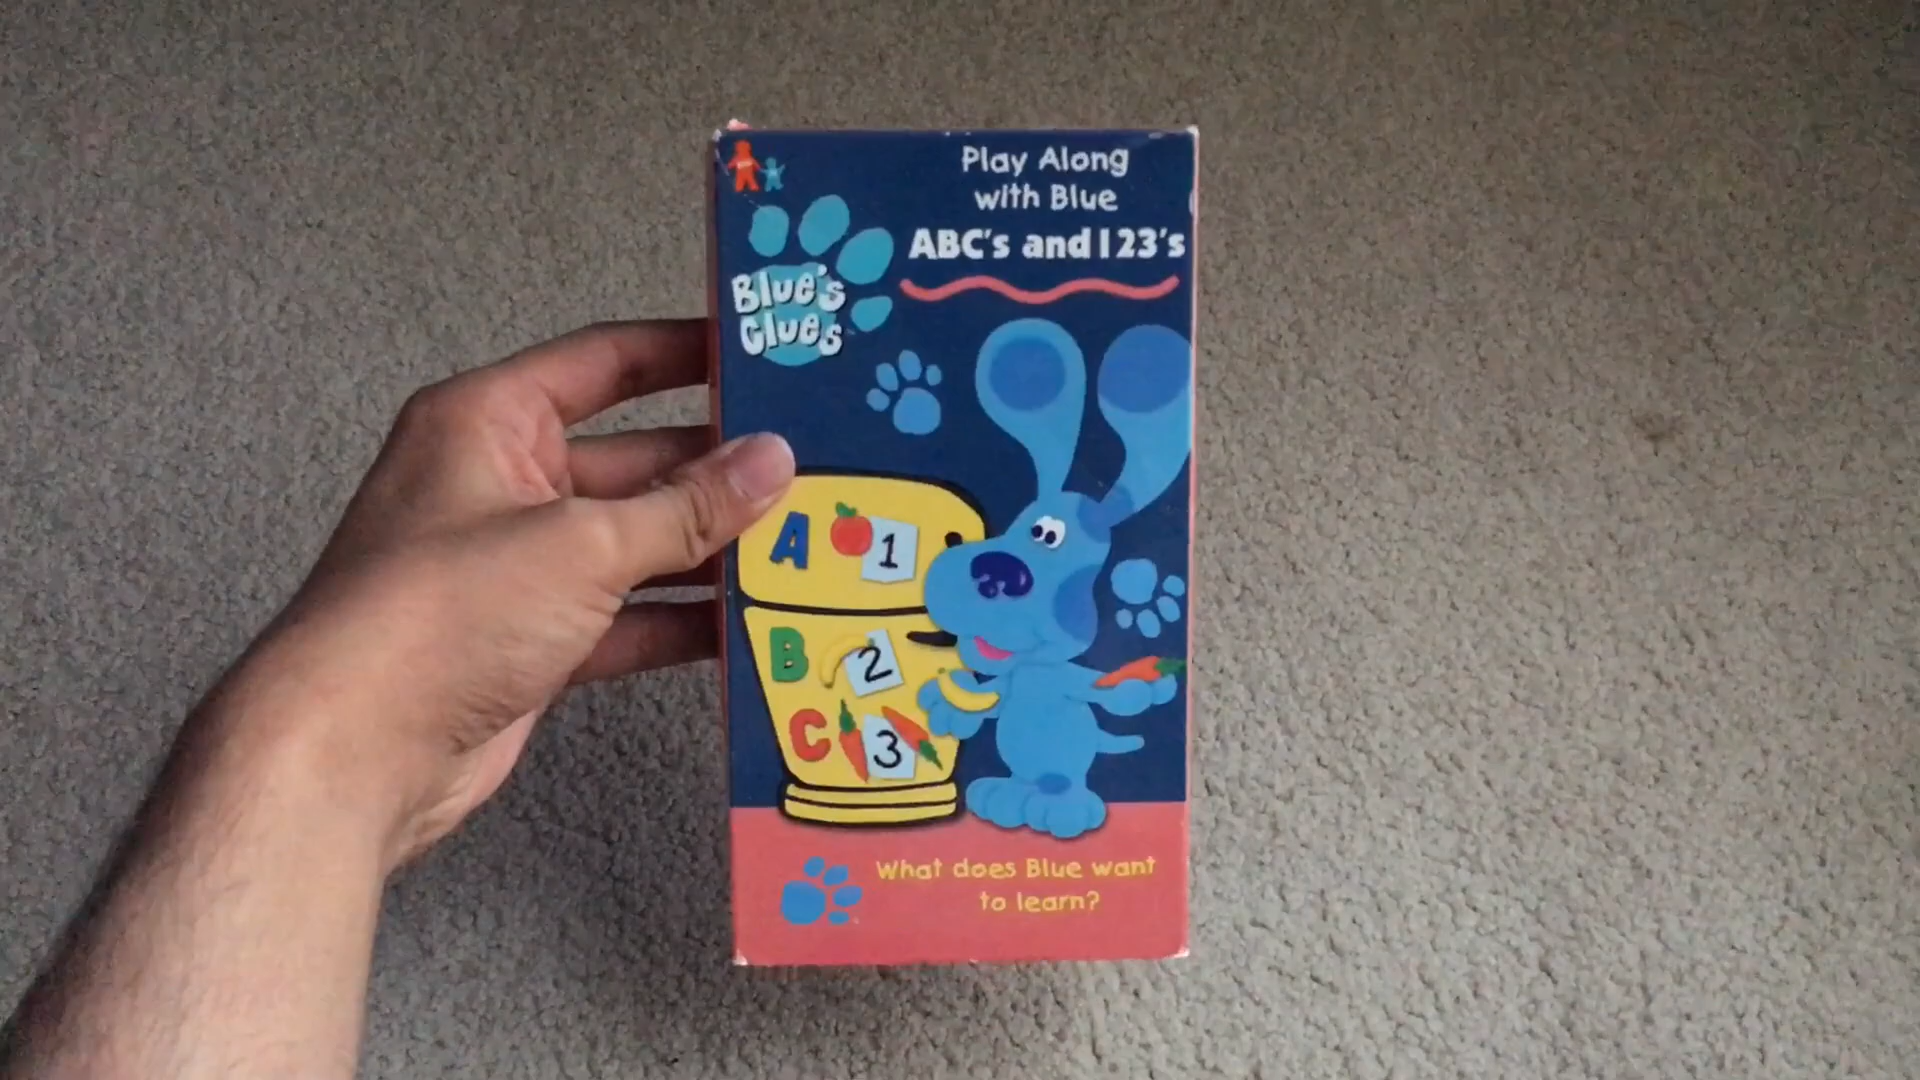 Play Along
with Blue
ABC's and 123's
Blue's
Clues
A 1
B 2
C 3
What does Blue want
to learn?